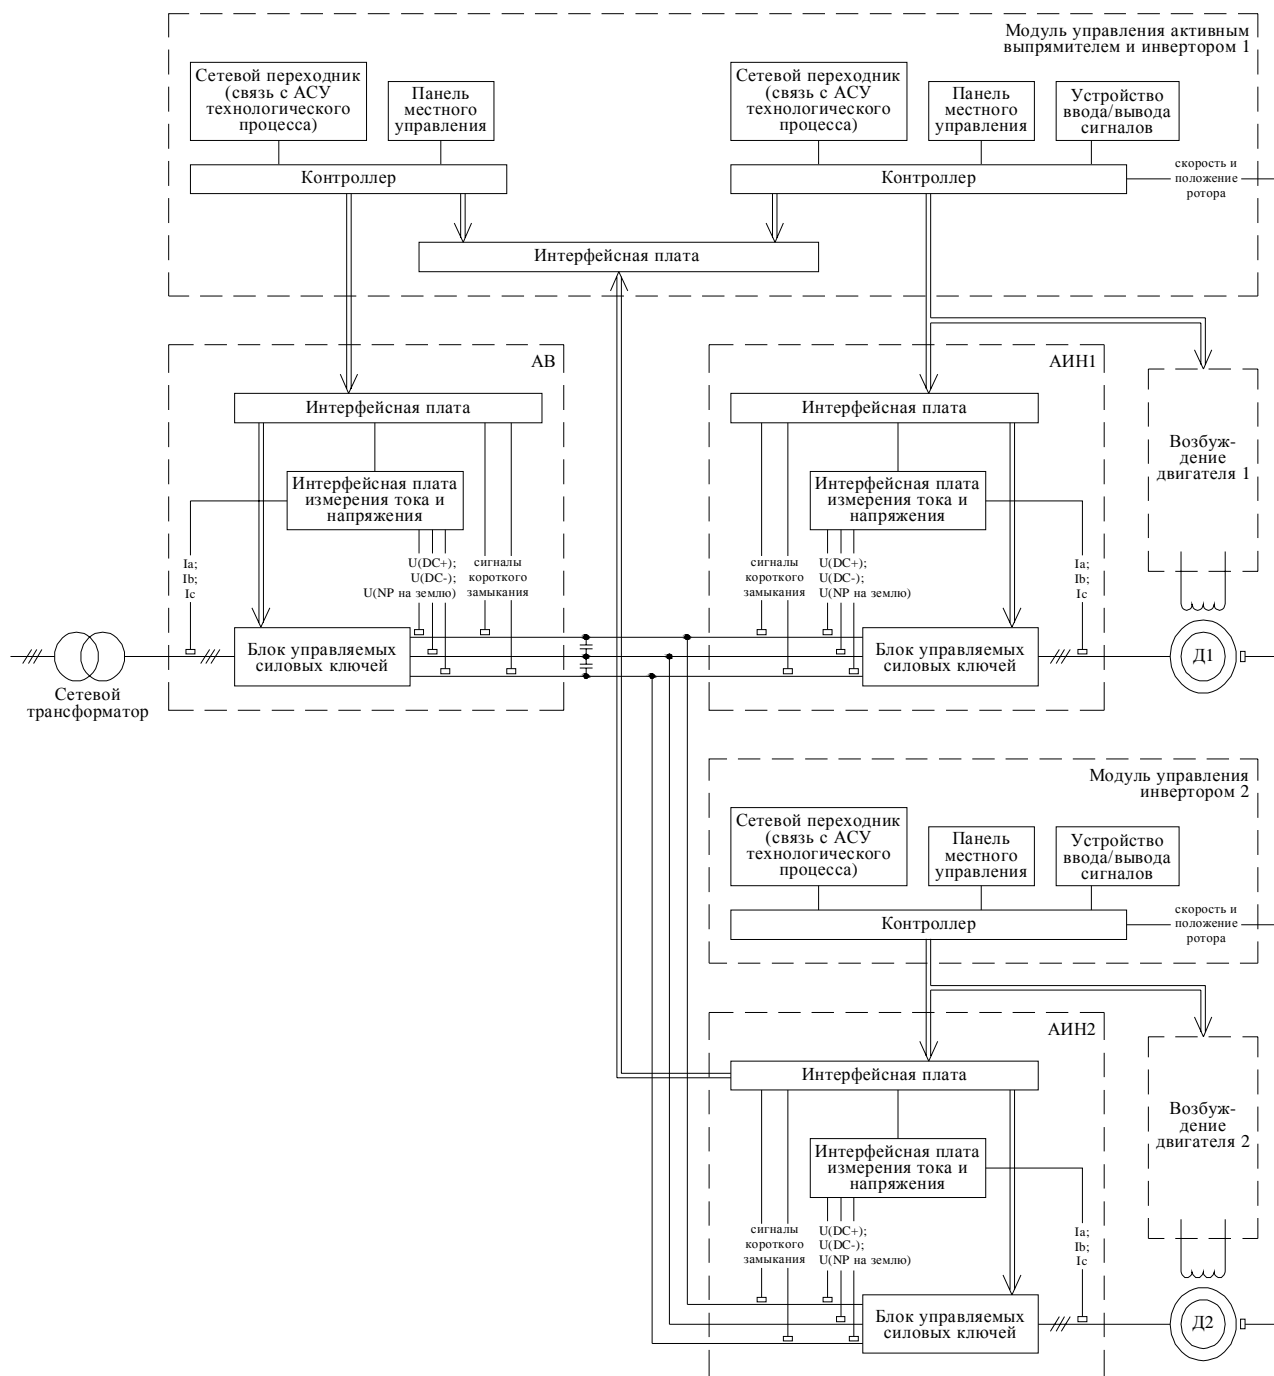 Модуль управления активным
выпрямителем и инвертором 1
Сетевой переходник
(связь с АСУ
технологического
процесса)
Панель
местного
управления
Сетевой переходник
(связь с АСУ
технологического
процесса)
Панель
местного
управления
Устройство
ввода/вывода
сигналов
Контроллер
Контроллер
скорость и
положение
ротора
Интерфейсная плата
АВ
Интерфейсная плата
Интерфейсная плата
измерения тока и
напряжения
Ia;
Ib;
Ic
U(DC+);
U(DC-);
U(NP на землю)
сигналы
короткого
замыкания
Блок управляемых
силовых ключей
Сетевой
трансформатор
АИН1
Интерфейсная плата
Интерфейсная плата
измерения тока и
напряжения
сигналы
короткого
замыкания
U(DC+);
U(DC-);
U(NP на землю)
Ia;
Ib;
Ic
Блок управляемых
силовых ключей
Возбуж-
дение
двигателя 1
Д1
Модуль управления
инвертором 2
Сетевой переходник
(связь с АСУ
технологического
процесса)
Панель
местного
управления
Устройство
ввода/вывода
сигналов
Контроллер
скорость и
положение
ротора
АИН2
Интерфейсная плата
Интерфейсная плата
измерения тока и
напряжения
сигналы
короткого
замыкания
U(DC+);
U(DC-);
U(NP на землю)
Ia;
Ib;
Ic
Блок управляемых
силовых ключей
Возбуж-
дение
двигателя 2
Д2